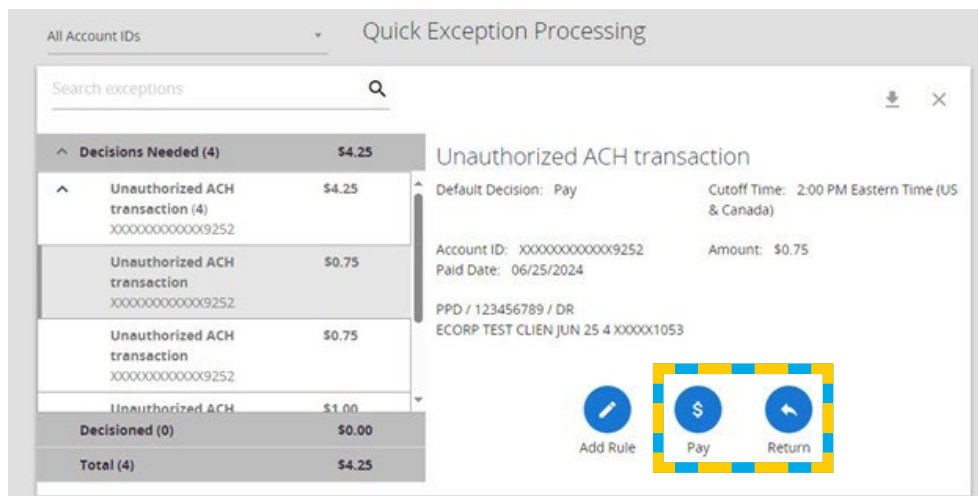 All Account IDs
Quick Exception Processing
Search exceptions
Decisions Needed (4) $4.25
Unauthorized ACH $4.25
transaction (4)
XXXXXXXXXXXX9252
Unauthorized ACH $0.75
transaction
XXXXXXXXXXXX9252
Unauthorized ACH $0.75
transaction
XXXXXXXXXXXX9252
Unauthorized ACH $1.00
Decisioned (0) $0.00
Total (4) $4.25
Unauthorized ACH transaction
Default Decision: Pay
Cutoff Time: 2:00 PM Eastern Time (US
& Canada)
Account ID: XXXXXXXXXXXX9252
Amount: $0.75
Paid Date: 06/25/2024
PPD / 123456789 / DR
ECORP TEST CLIEN JUN 25 4 XXXXX1053
$
Add Rule
Pay
Return